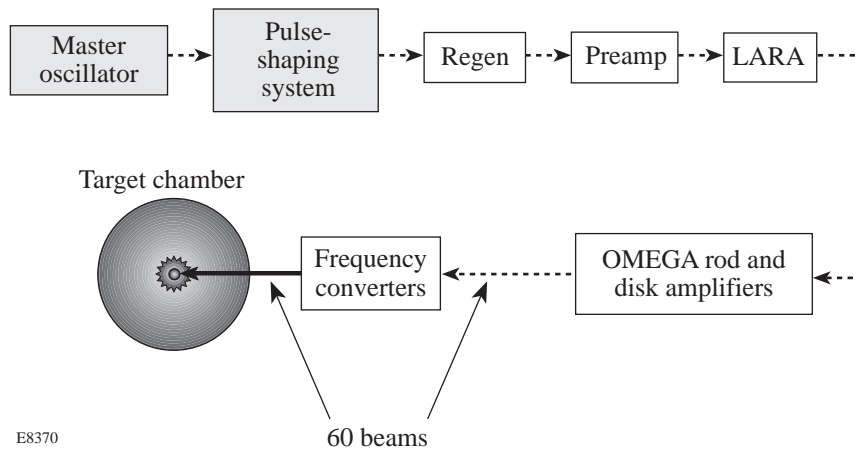 Master
oscillator
Pulse-
shaping
system
Regen
Preamp
LARA
Target chamber
Frequency
converters
OMEGA rod and
disk amplifiers
60 beams
E8370